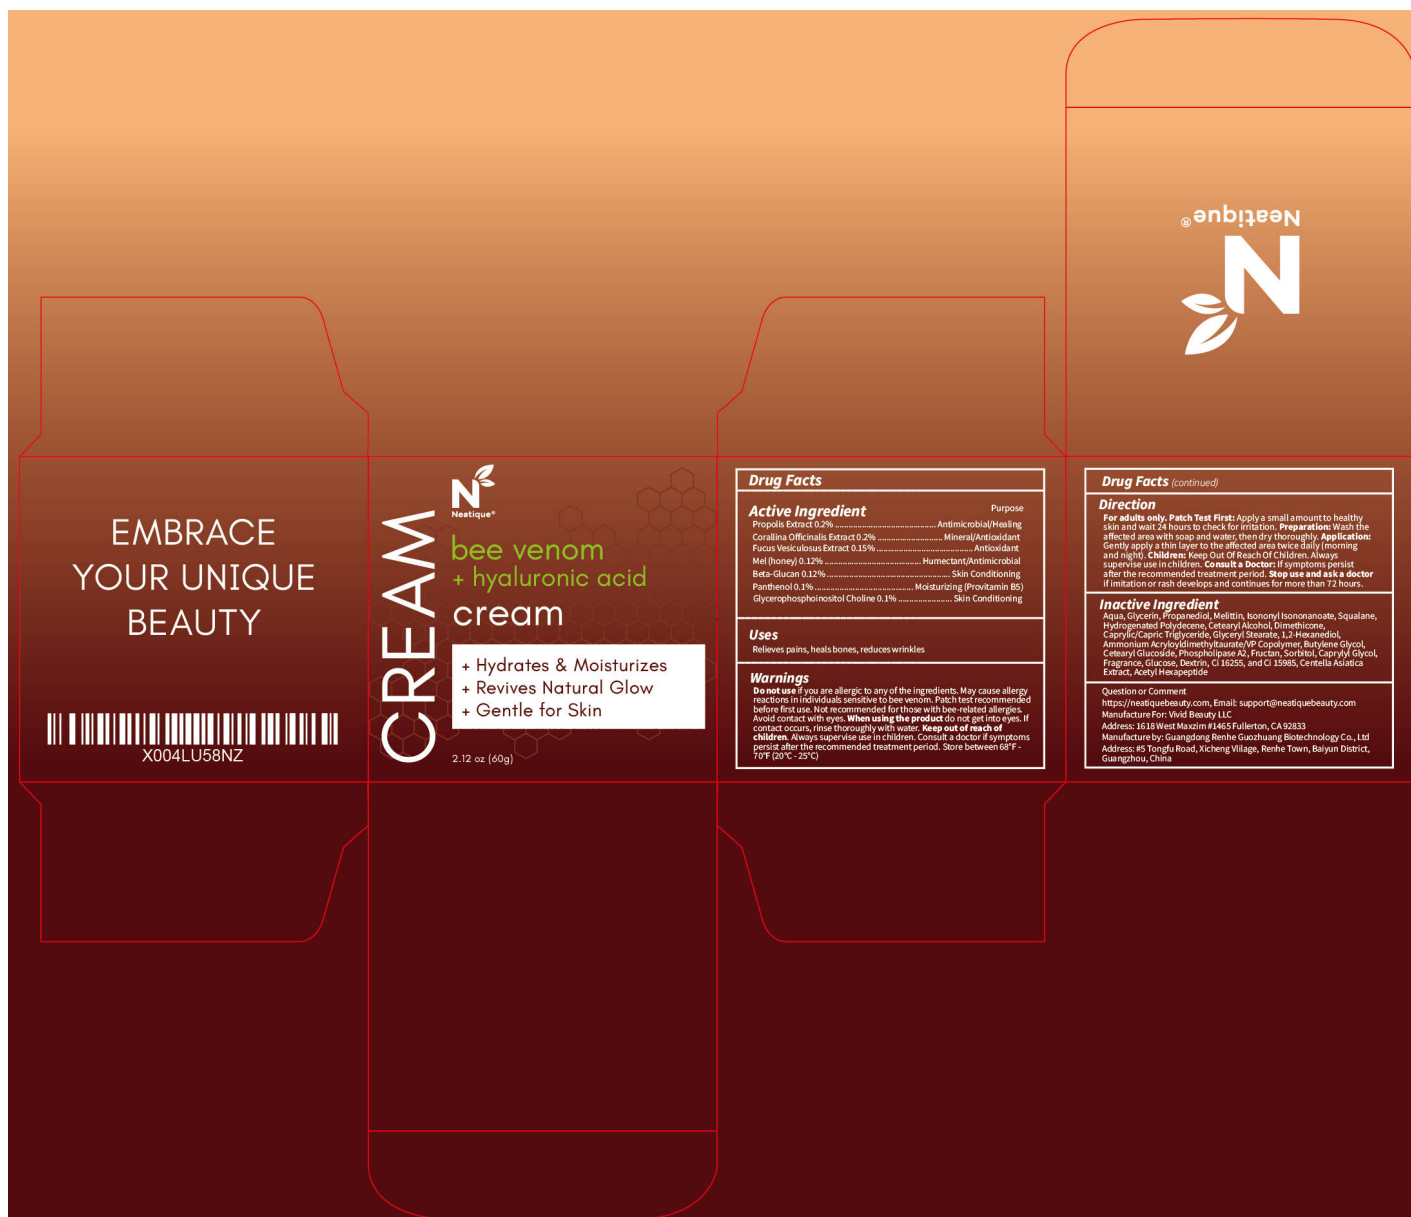 Neatique®
N
EMBRACE
YOUR UNIQUE
BEAUTY
X004LU58NZ
CREAM
N
Neatique®
bee venom
+ hyaluronic acid
cream
+ Hydrates & Moisturizes
+ Revives Natural Glow
+ Gentle for Skin
2.12 oz (60g)
Drug Facts
Active Ingredient Purpose
Propolis Extract 0.2% ............................................ Antimicrobial/Healing
Corallina Officinalis Extract 0.2% ............................ Mineral/Antioxidant
Fucus Vesiculosus Extract 0.15% .......................................... Antioxidant
Mel (honey) 0.12% .......................................... Humectant/Antimicrobial
Beta-Glucan 0.12% ...................................................... Skin Conditioning
Panthenol 0.1% ........................................... Moisturizing (Provitamin B5)
Glycerophosphoinositol Choline 0.1% ........................ Skin Conditioning
Uses
Relieves pains, heals bones, reduces wrinkles
Warnings
Do not use if you are allergic to any of the ingredients. May cause allergy
reactions in individuals sensitive to bee venom. Patch test recommended
before first use. Not recommended for those with bee-related allergies.
Avoid contact with eyes. When using the product do not get into eyes. If
contact occurs, rinse thoroughly with water. Keep out of reach of
children. Always supervise use in children. Consult a doctor if symptoms
persist after the recommended treatment period. Store between 68°F -
70°F (20°C - 25°C)
Drug Facts (continued)
Direction
For adults only. Patch Test First: Apply a small amount to healthy
skin and wait 24 hours to check for irritation. Preparation: Wash the
affected area with soap and water, then dry thoroughly. Application:
Gently apply a thin layer to the affected area twice daily (morning
and night). Children: Keep Out Of Reach Of Children. Always
supervise use in children. Consult a Doctor: If symptoms persist
after the recommended treatment period. Stop use and ask a doctor
if imitation or rash develops and continues for more than 72 hours.
Inactive Ingredient
Aqua, Glycerin, Propanediol, Melittin, Isononyl Isononanoate, Squalane,
Hydrogenated Polydecene, Cetearyl Alcohol, Dimethicone,
Caprylic/Capric Triglyceride, Glyceryl Stearate, 1,2-Hexanediol,
Ammonium Acryloyldimethyltaurate/VP Copolymer, Butylene Glycol,
Cetearyl Glucoside, Phospholipase A2, Fructan, Sorbitol, Caprylyl Glycol,
Fragrance, Glucose, Dextrin, Ci 16255, and Ci 15985, Centella Asiatica
Extract, Acetyl Hexapeptide
Question or Comment
https://neatiquebeauty.com, Email: support@neatiquebeauty.com
Manufacture For: Vivid Beauty LLC
Address: 1618 West Maxzim #1465 Fullerton, CA 92833
Manufacture by: Guangdong Renhe Guozhuang Biotechnology Co., Ltd
Address: #5 Tongfu Road, Xicheng Vlilage, Renhe Town, Baiyun District,
Guangzhou, China